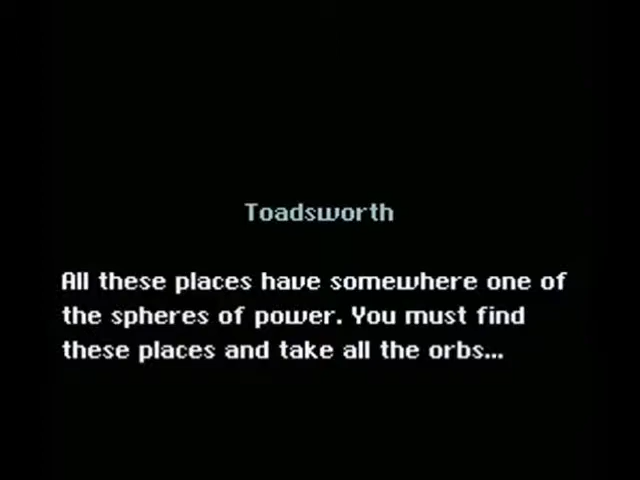 Toadsworth
All these places have somewhere one of
the spheres of power. You must find
these places and take all the orbs...